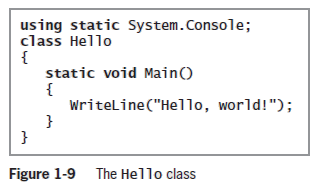 using static System.Console;
class Hello
{
    static void Main()
    {
        WriteLine("Hello, world!");
    }
}
Figure 1-9 The Hello class